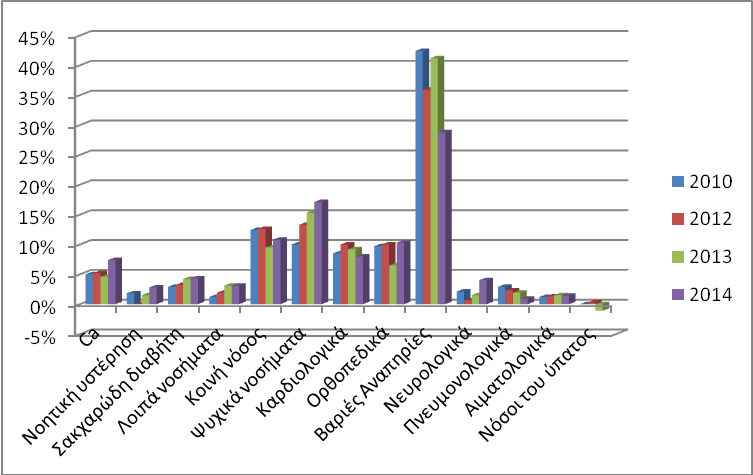 45%
40%
35%
30%
25%
20%
15%
10%
5%
0%
-5%
Ca
Νοητική υστέρηση
Σακχαρώδη διαβήτη
Λοιπά νοσήματα
Κοινή νόσος
Ψυχικά νοσήματα
Καρδιολογικά
Ορθοπεδικά
Βαριές Αναπηρίες
Νευρολογικά
Πνευμονολογικά
Αιματολογικά
Νόσοι του ύπατος
2010
2012
2013
2014